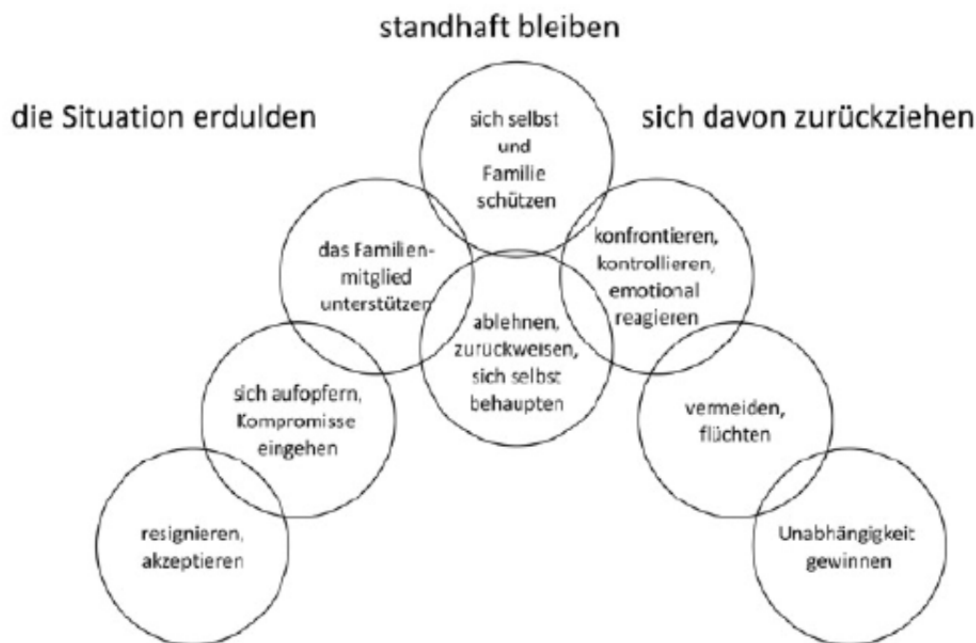 standhaft bleiben
die Situation erdulden
sich davon zurückziehen
sich selbst
und
Familie
schützen
das Familien-
mitglied
unterstützen
konfrontieren,
kontrollieren,
emotional
reagieren
ablehnen,
zurückweisen,
sich selbst
behaupten
sich aufopfern,
Kompromisse
eingehen
vermeiden,
flüchten
resignieren,
akzeptieren
Unabhängigkeit
gewinnen